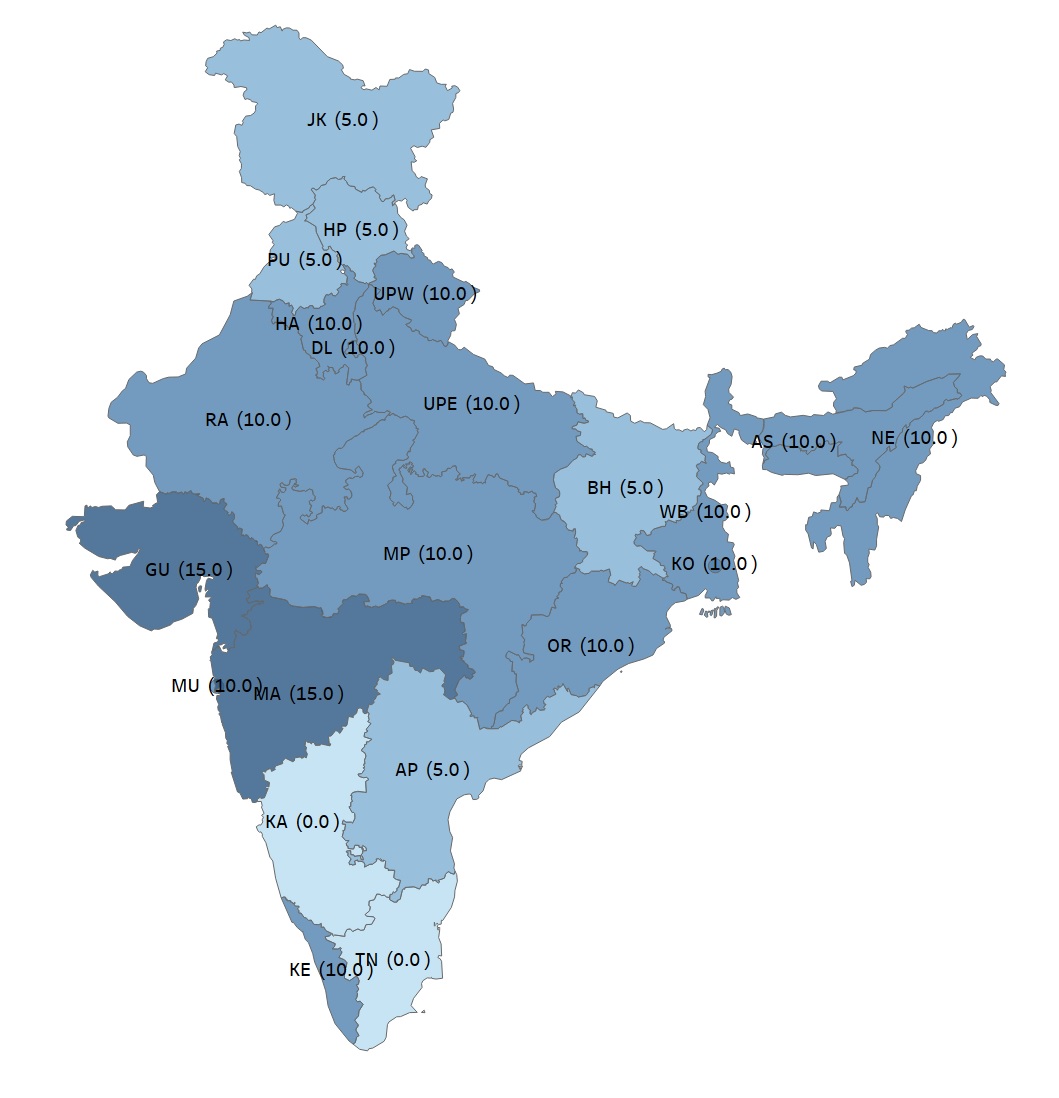 JK (5.0 )
HP (5.0 )
PU (5.0 )
UPW (10.0 )
HA (10.0 )
DL (10.0 )
UPE (10.0 )
RA (10.0 )
AS (10.0 )
NE (10.0 )
BH (5.0 )
WB (10.0 )
MP (10.0 )
KO (10.0 )
GU (15.0 )
OR (10.0 )
MU (10.0 )
MA (15.0 )
AP (5.0 )
KA (0.0 )
TN (0.0 )
KE (10.0 )